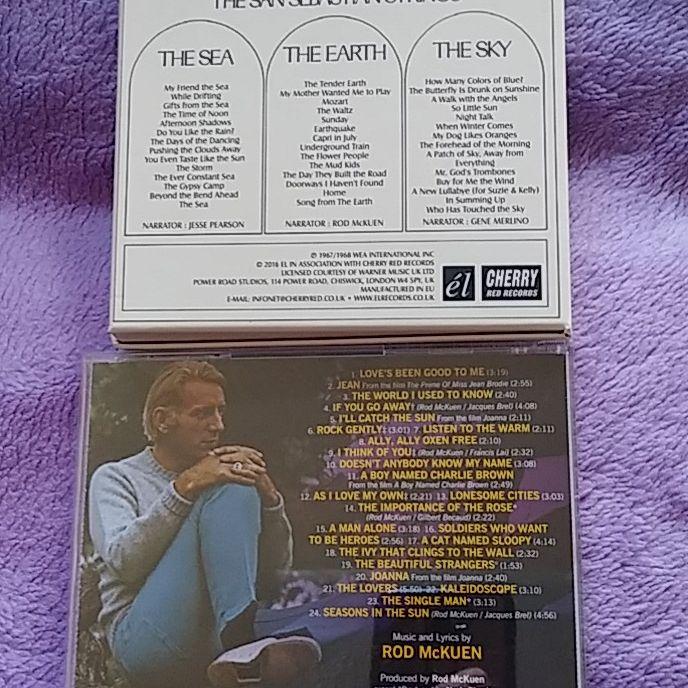 THE SAN SEBASTIAN STRINGS
THE SEA
My Friend the Sea
While Drifting
Gifts from the Sea
The Time of Noon
Afternoon Shadows
Do You Like the Rain?
The Days of the Dancing
Pushing the Clouds Away
You Even Taste Like the Sun
The Storm
The Ever Constant Sea
The Gypsy Camp
Beyond the Bend Ahead
The Sea
NARRATOR : JESSE PEARSON
THE EARTH
The Tender Earth
My Mother Wanted Me to Play
Mozart
The Waltz
Sunday
Earthquake
Capri in July
Underground Train
The Flower People
The Mud Kids
The Day They Built the Road
Doorways I Haven't Found
Home
Song from The Earth
NARRATOR : ROD McKUEN
THE SKY
How Many Colors of Blue?
The Butterfly Is Drunk on Sunshine
A Walk with the Angels
So Little Sun
Night Talk
When Winter Comes
My Dog Likes Oranges
The Forehead of the Morning
A Patch of Sky, Away from
Everything
Mr. God's Trombones
Buy for Me the Wind
A New Lullabye (for Suzie & Kelly)
In Summing Up
Who Has Touched the Sky
NARRATOR : GENE MERLINO
℗ 1967/1968 WEA INTERNATIONAL INC
© 2016 EL IN ASSOCIATION WITH CHERRY RED RECORDS
LICENSED COURTESY OF WARNER MUSIC UK LTD
POWER ROAD STUDIOS, 114 POWER ROAD, CHISWICK, LONDON W4 5PY, UK
MANUFACTURED IN EU
E-MAIL: INFONET@CHERRYRED.CO.UK • WWW.ELRECORDS.CO.UK
él
CHERRY
RED RECORDS
1. LOVE'S BEEN GOOD TO ME (3:19)
2. JEAN From the film The Prime Of Miss Jean Brodie (2:55)
3. THE WORLD I USED TO KNOW (2:40)
4. IF YOU GO AWAY† (Rod McKuen / Jacques Brel) (4:08)
5. I'LL CATCH THE SUN From the film Joanna (2:11)
6. ROCK GENTLY‡ (3:01) 7. LISTEN TO THE WARM (2:11)
8. ALLY, ALLY OXEN FREE (2:10)
9. I THINK OF YOU‡ (Rod McKuen / Francis Lai) (2:32)
10. DOESN'T ANYBODY KNOW MY NAME (3:08)
11. A BOY NAMED CHARLIE BROWN
From the film A Boy Named Charlie Brown (2:49)
12. AS I LOVE MY OWN‡ (2:21) 13. LONESOME CITIES (3:03)
14. THE IMPORTANCE OF THE ROSE*
(Rod McKuen / Gilbert Becaud) (2:22)
15. A MAN ALONE (3:18) 16. SOLDIERS WHO WANT
TO BE HEROES (2:56) 17. A CAT NAMED SLOOPY (4:14)
18. THE IVY THAT CLINGS TO THE WALL (2:32)
19. THE BEAUTIFUL STRANGERS* (1:53)
20. JOANNA From the film Joanna (2:40)
21. THE LOVERS (5:50) 22. KALEIDOSCOPE (3:10)
23. THE SINGLE MAN* (3:13)
24. SEASONS IN THE SUN (Rod McKuen / Jacques Brel) (4:56)
Music and Lyrics by
ROD McKUEN
Produced by Rod McKuen